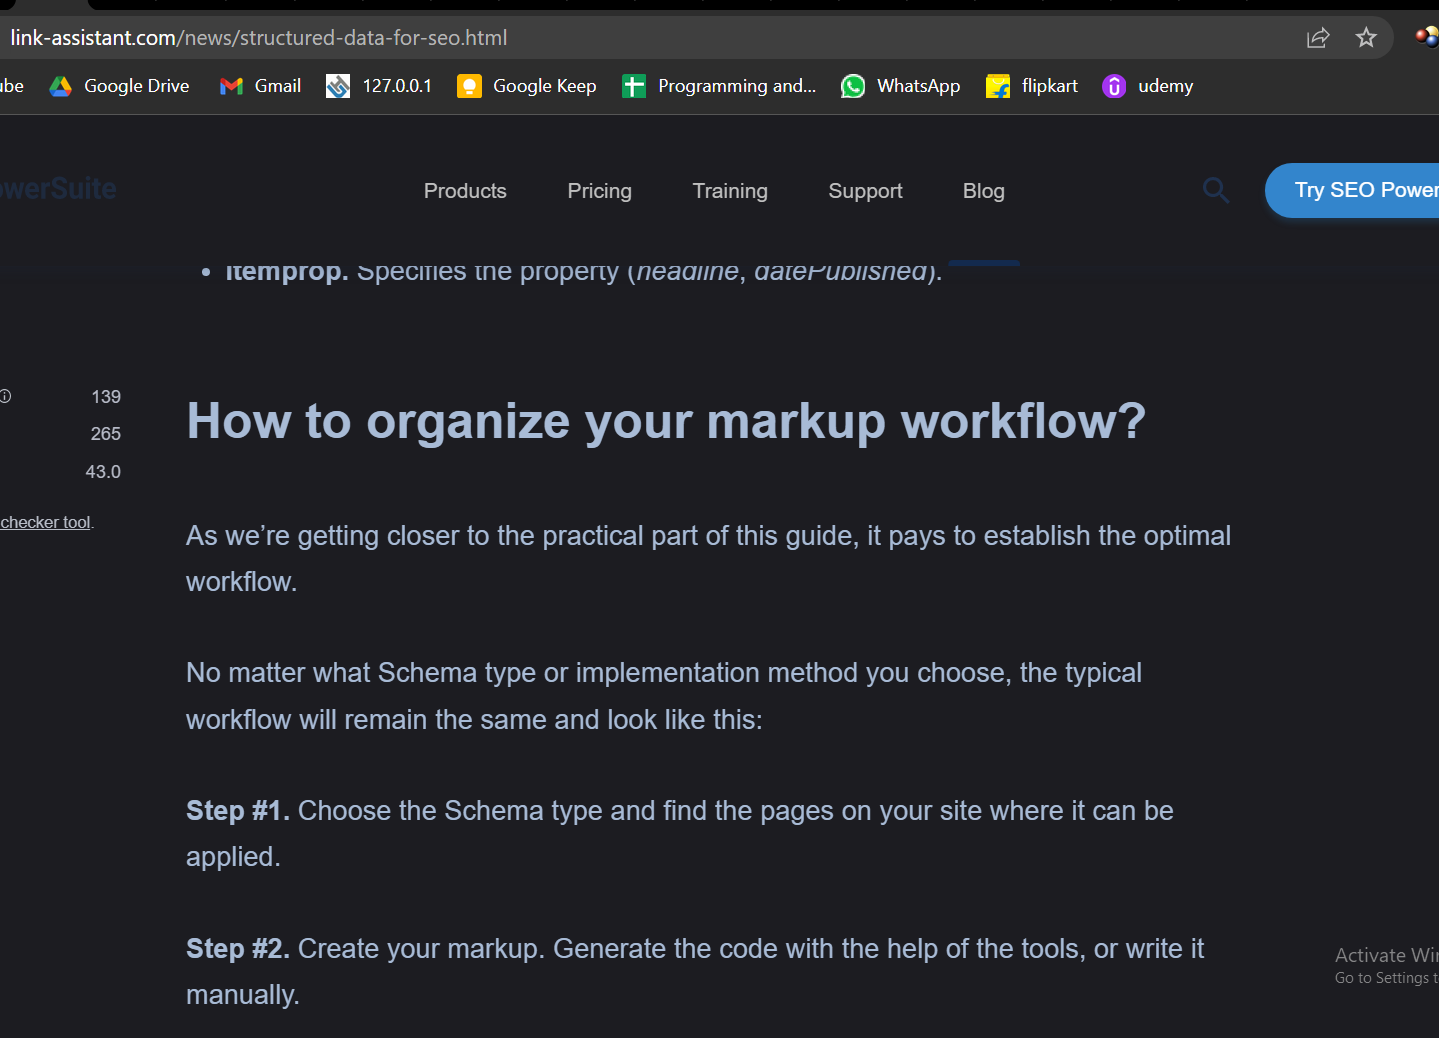 link-assistant.com/news/structured-data-for-seo.html
Google Drive Gmail 127.0.0.1 Google Keep Programming and... WhatsApp flipkart udemy
Products Pricing Training Support Blog Try SEO Power
• itemprop. Specifies the property (headline, datePublished).
139
265
43.0
checker tool.
How to organize your markup workflow?
As we’re getting closer to the practical part of this guide, it pays to establish the optimal
workflow.
No matter what Schema type or implementation method you choose, the typical
workflow will remain the same and look like this:
Step #1. Choose the Schema type and find the pages on your site where it can be
applied.
Step #2. Create your markup. Generate the code with the help of the tools, or write it
manually.
Activate Win
Go to Settings t